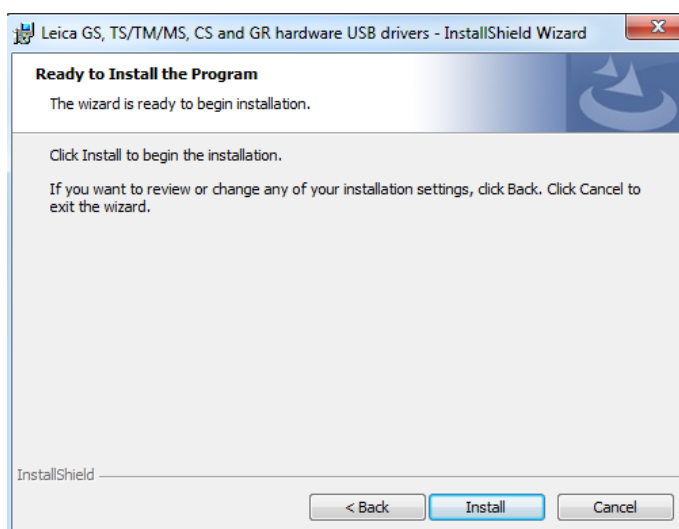 Leica GS, TS/TM/MS, CS and GR hardware USB drivers - InstallShield Wizard
Ready to Install the Program
The wizard is ready to begin installation.
Click Install to begin the installation.
If you want to review or change any of your installation settings, click Back. Click Cancel to
exit the wizard.
InstallShield
< Back Install Cancel